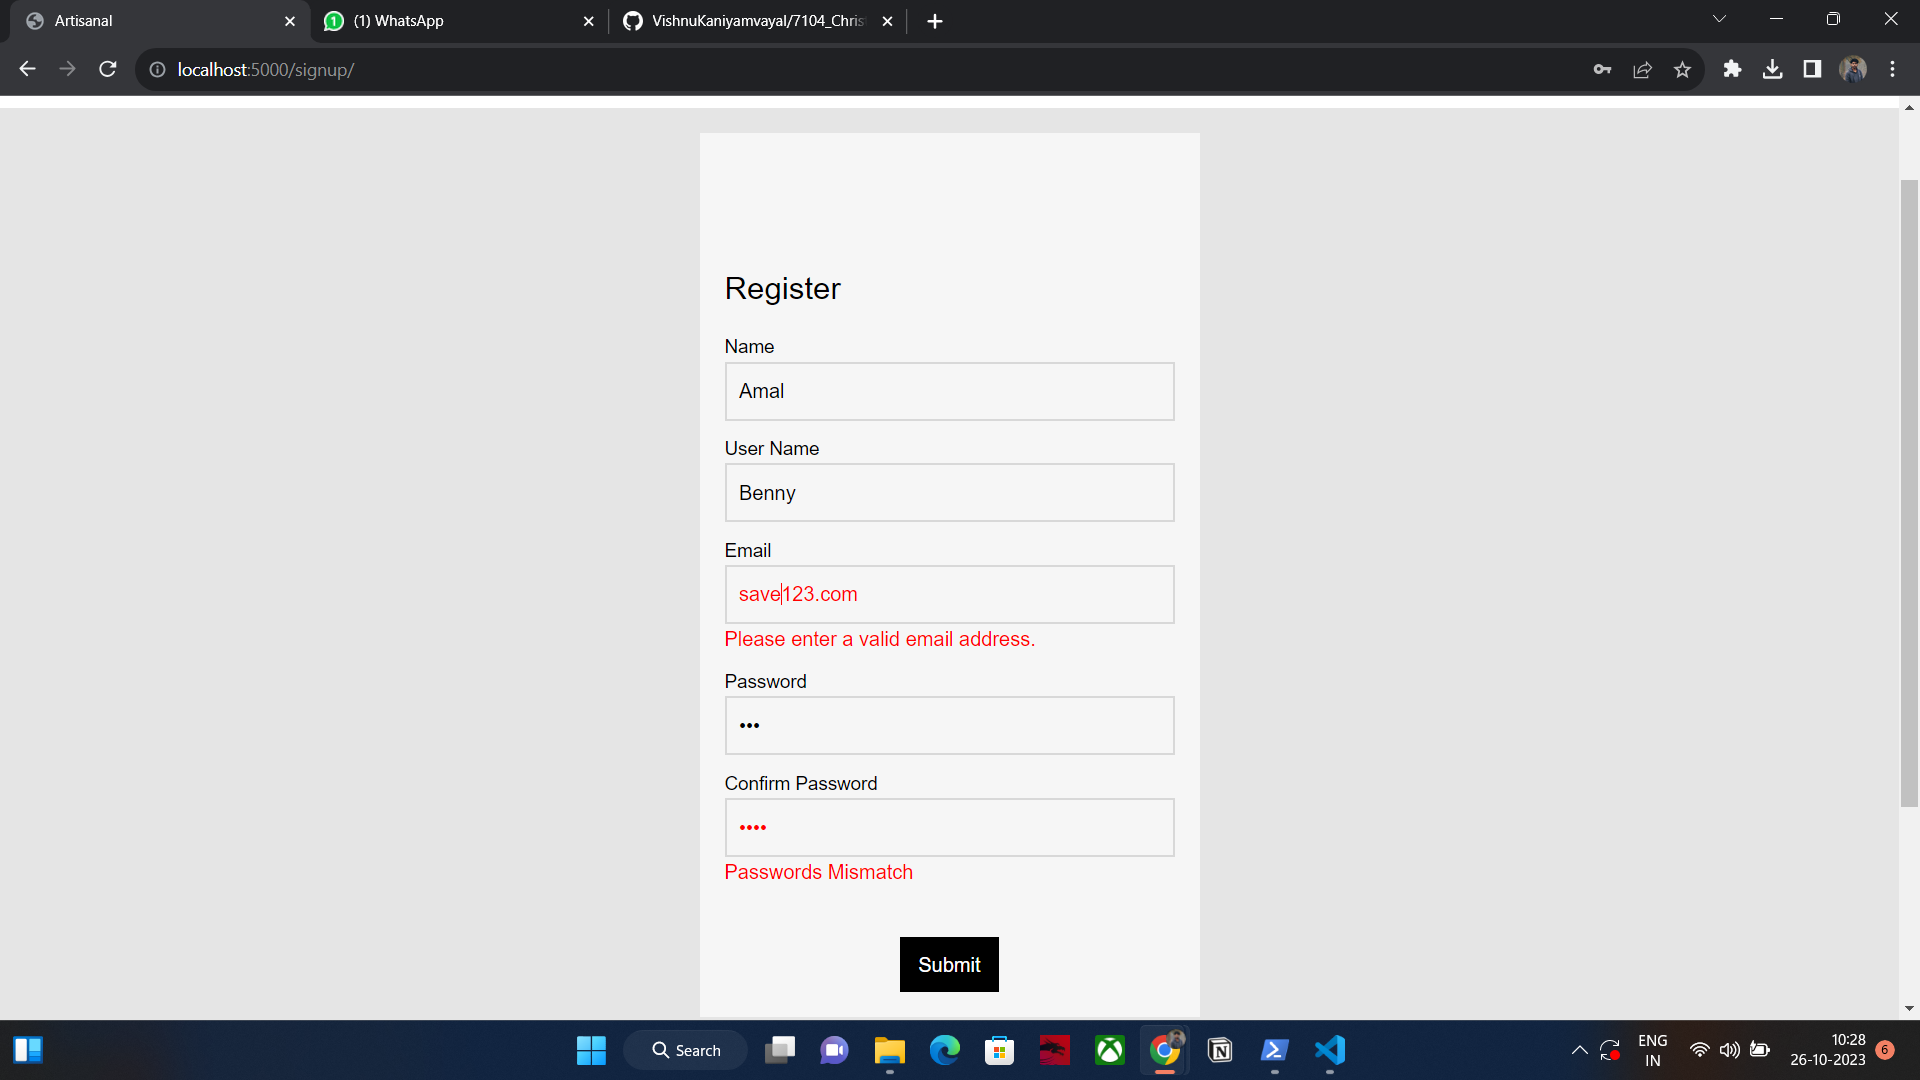 Artisanal
(1) WhatsApp
VishnuKaniyamvayal/7104_Chris
localhost:5000/signup/
Register
Name
Amal
User Name
Benny
Email
save123.com
Please enter a valid email address.
Password
•••
Confirm Password
••••
Passwords Mismatch
Submit
Search
ENG
IN
10:28
26-10-2023
6